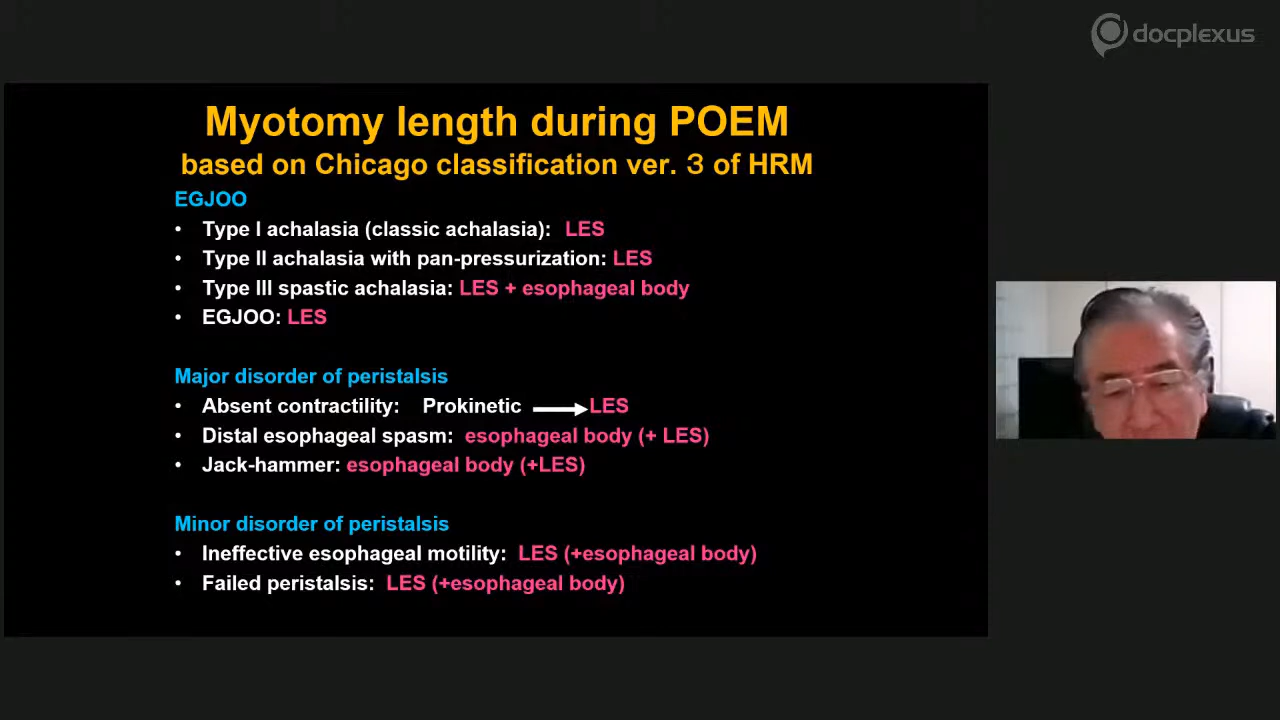 docplexus
Myotomy length during POEM
based on Chicago classification ver. 3 of HRM
EGJOO
• Type I achalasia (classic achalasia): LES
• Type II achalasia with pan-pressurization: LES
• Type III spastic achalasia: LES + esophageal body
• EGJOO: LES
Major disorder of peristalsis
• Absent contractility: Prokinetic → LES
• Distal esophageal spasm: esophageal body (+ LES)
• Jack-hammer: esophageal body (+LES)
Minor disorder of peristalsis
• Ineffective esophageal motility: LES (+esophageal body)
• Failed peristalsis: LES (+esophageal body)